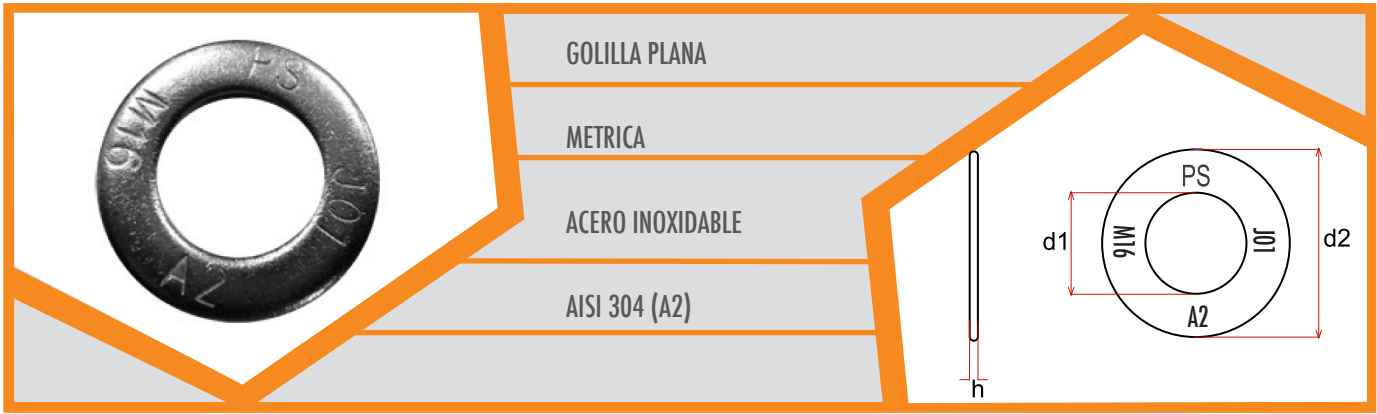 PS
M16
J01
A2
GOLILLA PLANA
METRICA
ACERO INOXIDABLE
AISI 304 (A2)
PS
d1
M16
J01
d2
A2
h